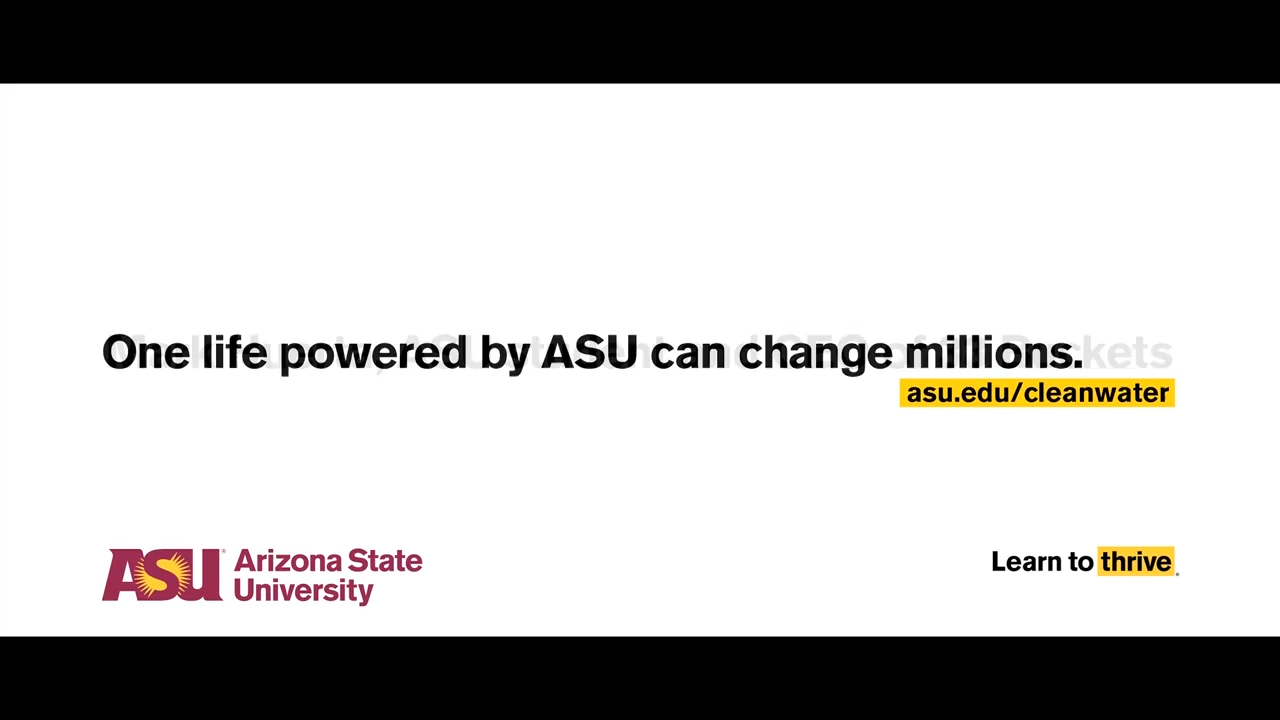 One life powered by ASU can change millions.
asu.edu/cleanwater
ASU Arizona State
University
Learn to thrive